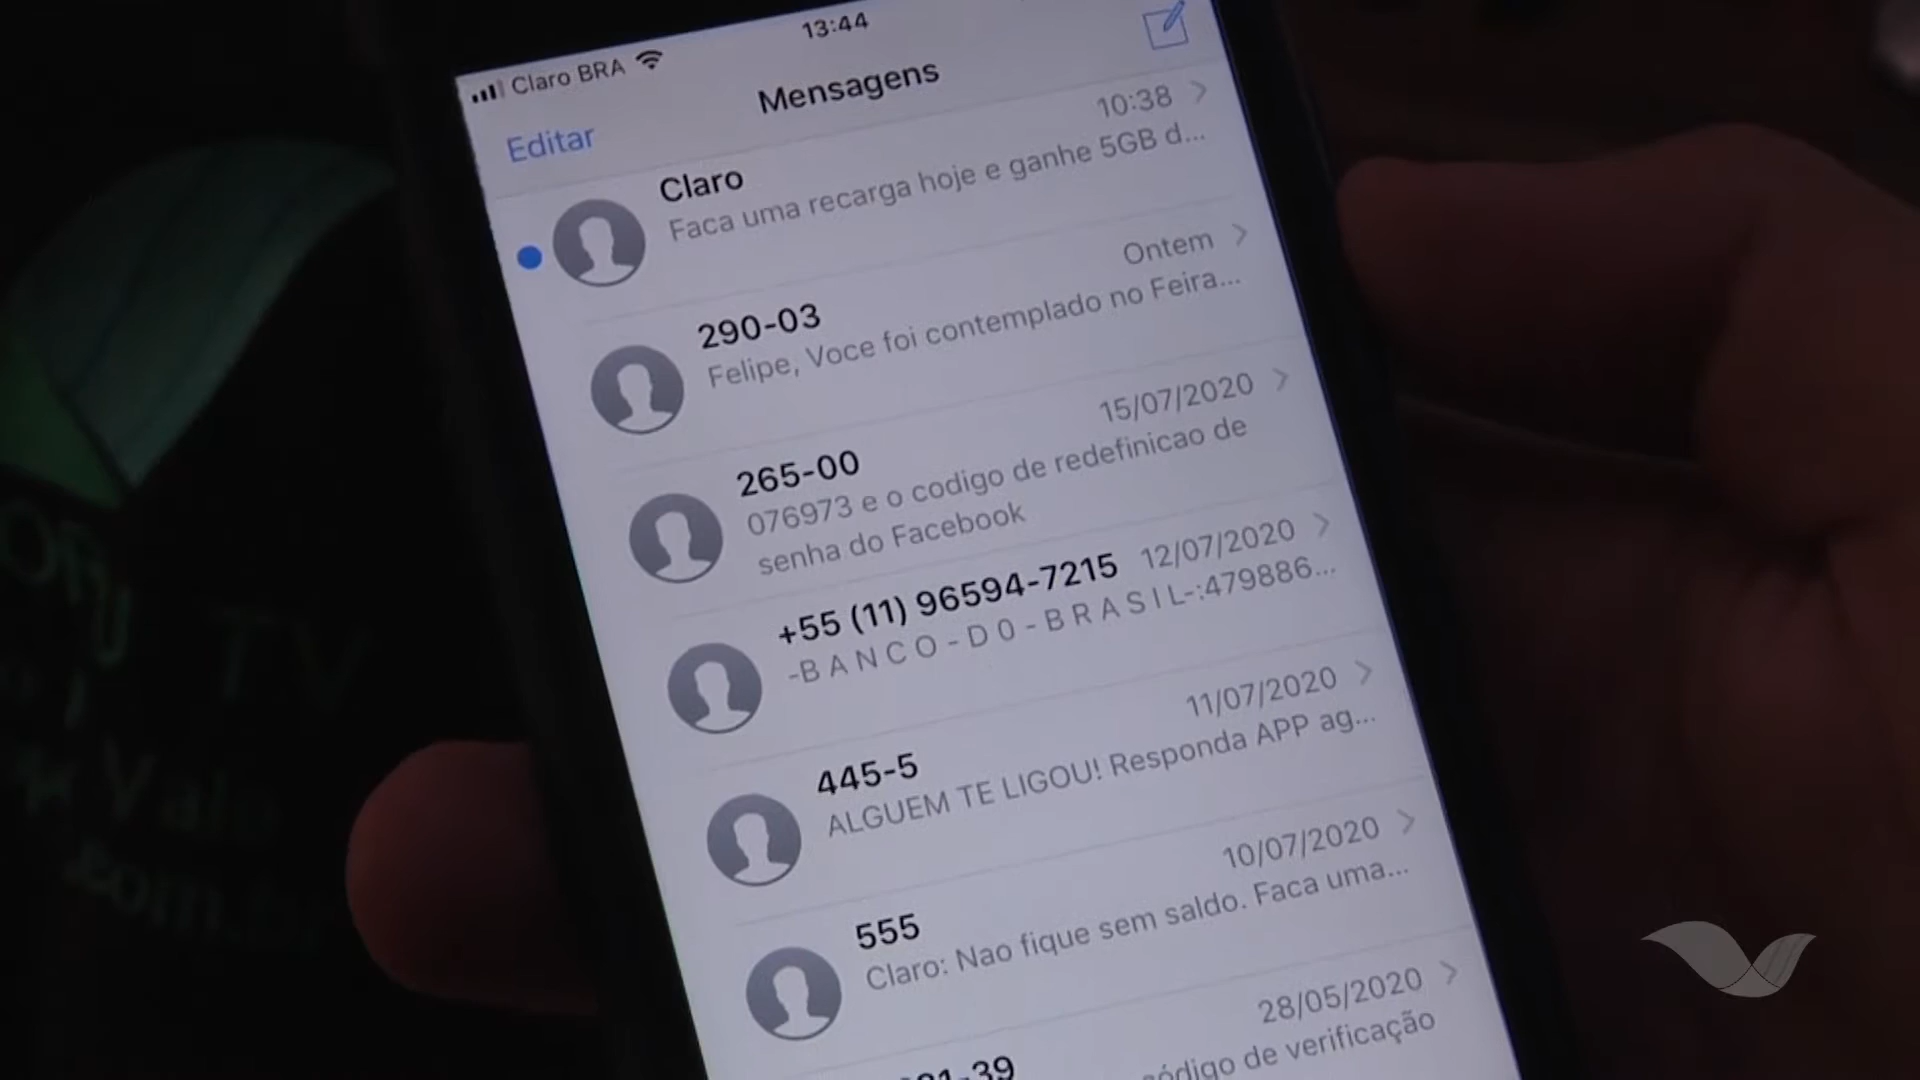 13:44
Claro BRA
Mensagens
Editar
10:38
Claro
Faca uma recarga hoje e ganhe 5GB d...
Ontem
290-03
Felipe, Voce foi contemplado no Feira...
15/07/2020
265-00
076973 e o codigo de redefinicao de
senha do Facebook
+55 (11) 96594-7215 12/07/2020
-B A N C O - D 0 - B R A S I L-:479886...
11/07/2020
445-5
ALGUEM TE LIGOU! Responda APP ag...
10/07/2020
555
Claro: Nao fique sem saldo. Faca uma...
28/05/2020
de verificação
TV
Vale